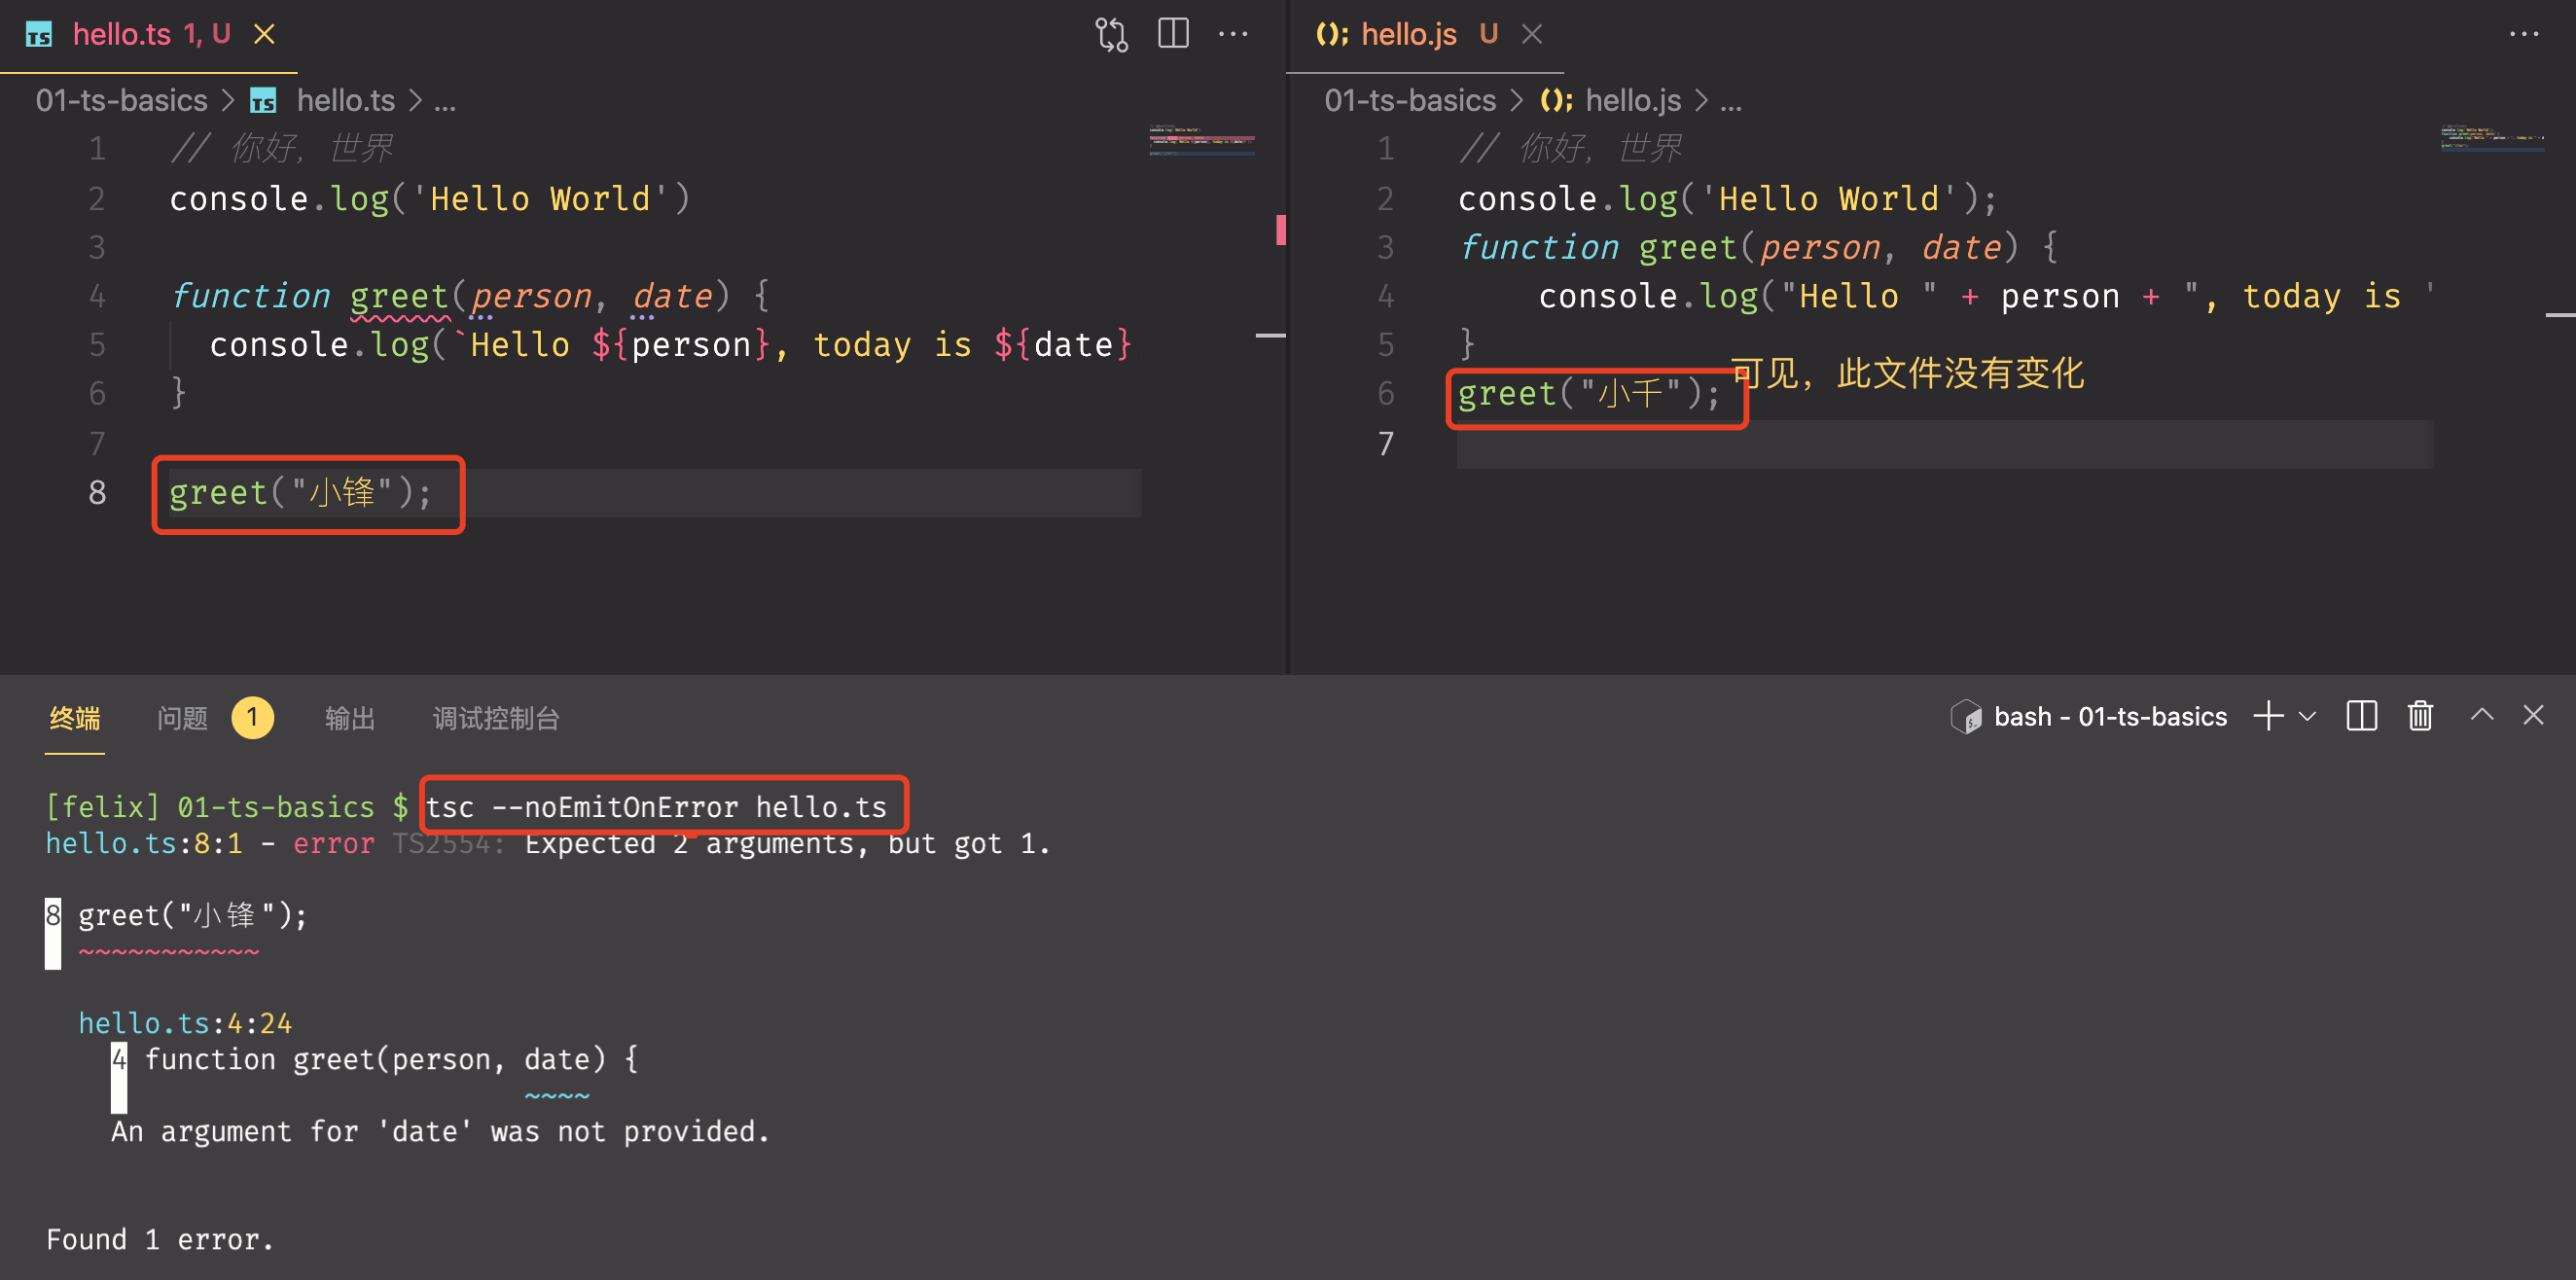 hello.ts 1, U
01-ts-basics > hello.ts > ...
1 // 你好, 世界
2 console.log('Hello World')
3
4 function greet(person, date) {
5 console.log(`Hello ${person}, today is ${date}
6 }
7
8 greet("小锋");
hello.js U
01-ts-basics > hello.js > ...
1 // 你好, 世界
2 console.log('Hello World');
3 function greet(person, date) {
4 console.log("Hello " + person + ", today is "
5 }
可见，此文件没有变化
6 greet("小千");
7
终端 问题 1 输出 调试控制台
bash - 01-ts-basics
[felix] 01-ts-basics $ tsc --noEmitOnError hello.ts
hello.ts:8:1 - error TS2554: Expected 2 arguments, but got 1.
8 greet("小锋");
~~~~~~~~~~~
hello.ts:4:24
4 function greet(person, date) {
~~~~
An argument for 'date' was not provided.
Found 1 error.